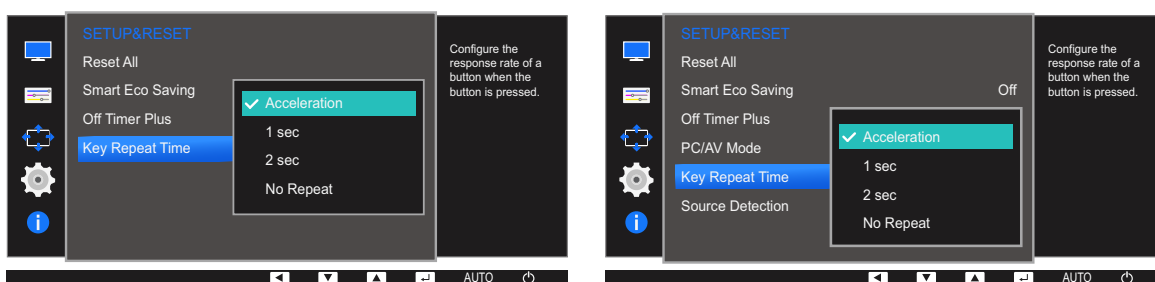 SETUP&RESET
Reset All
Smart Eco Saving
Off Timer Plus
Key Repeat Time
Acceleration
1 sec
2 sec
No Repeat
Configure the
response rate of a
button when the
button is pressed.
AUTO
SETUP&RESET
Reset All
Smart Eco Saving Off
Off Timer Plus
PC/AV Mode
Key Repeat Time
Source Detection
Acceleration
1 sec
2 sec
No Repeat
Configure the
response rate of a
button when the
button is pressed.
AUTO